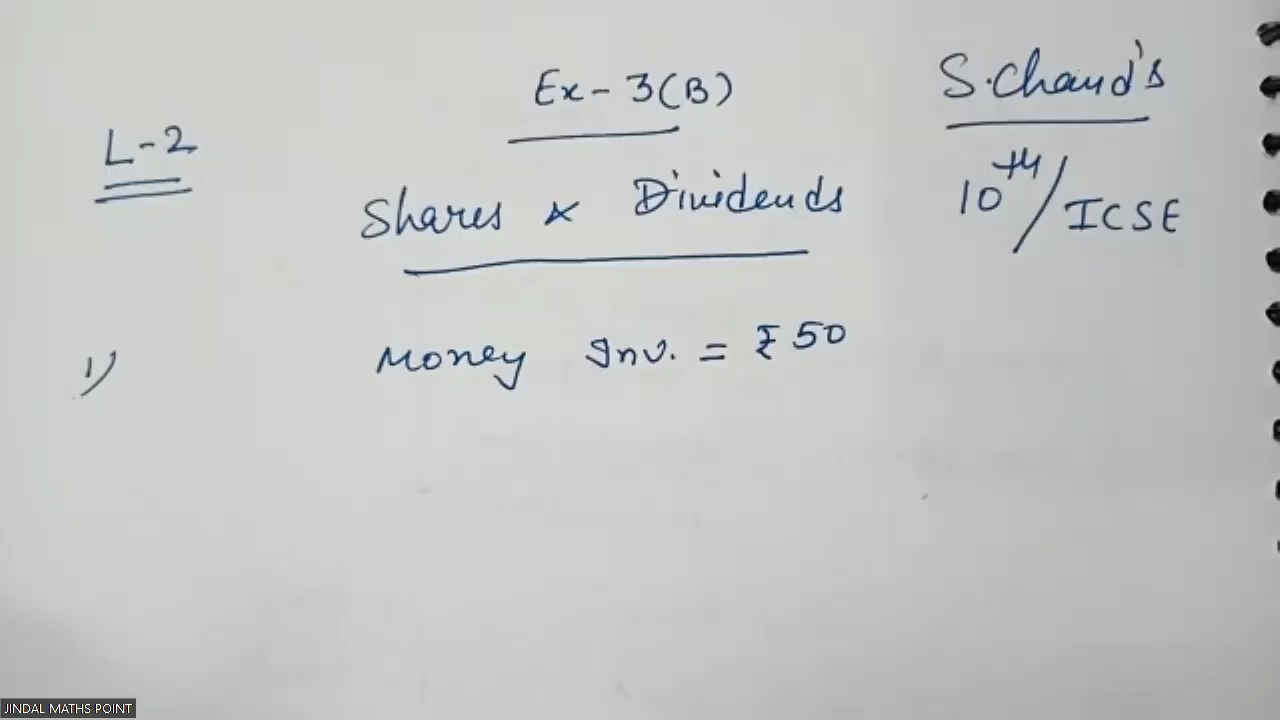 Ex-3(B)
S.Chand's
L-2
Shares & Dividends
10th/ICSE
1)
Money Inv. = ₹50
JINDAL MATHS POINT